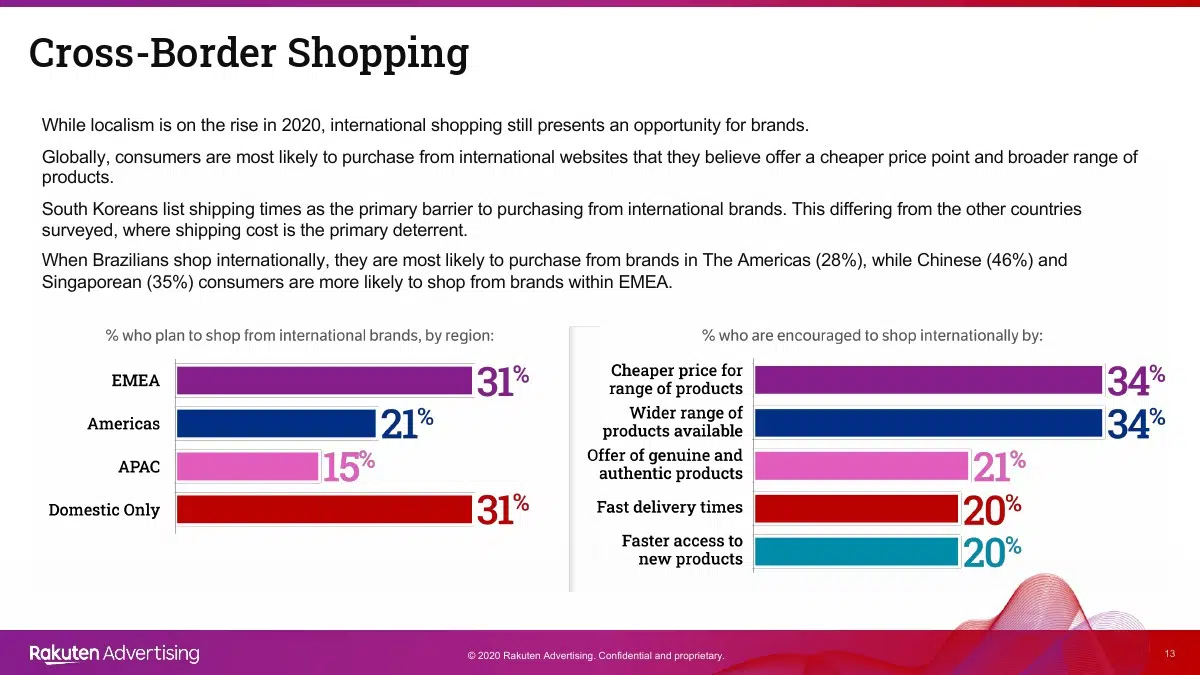 Cross-Border Shopping
While localism is on the rise in 2020, international shopping still presents an opportunity for brands.
Globally, consumers are most likely to purchase from international websites that they believe offer a cheaper price point and broader range of
products.
South Koreans list shipping times as the primary barrier to purchasing from international brands. This differing from the other countries
surveyed, where shipping cost is the primary deterrent.
When Brazilians shop internationally, they are most likely to purchase from brands in The Americas (28%), while Chinese (46%) and
Singaporean (35%) consumers are more likely to shop from brands within EMEA.
% who plan to shop from international brands, by region:
EMEA 31%
Americas 21%
APAC 15%
Domestic Only 31%
% who are encouraged to shop internationally by:
Cheaper price for
range of products 34%
Wider range of
products available 34%
Offer of genuine and
authentic products 21%
Fast delivery times 20%
Faster access to
new products 20%
Rakuten Advertising
© 2020 Rakuten Advertising. Confidential and proprietary.
13